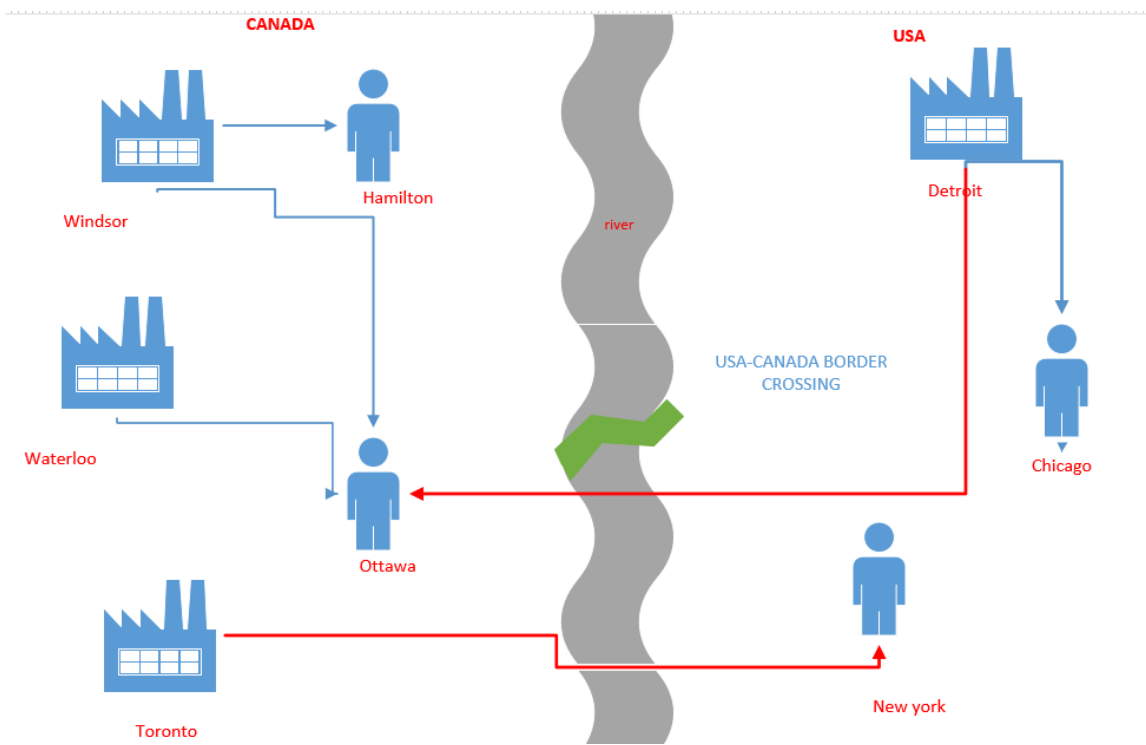 CANADA
USA
Hamilton
Detroit
Windsor
river
USA-CANADA BORDER
CROSSING
Waterloo
Chicago
Ottawa
New york
Toronto